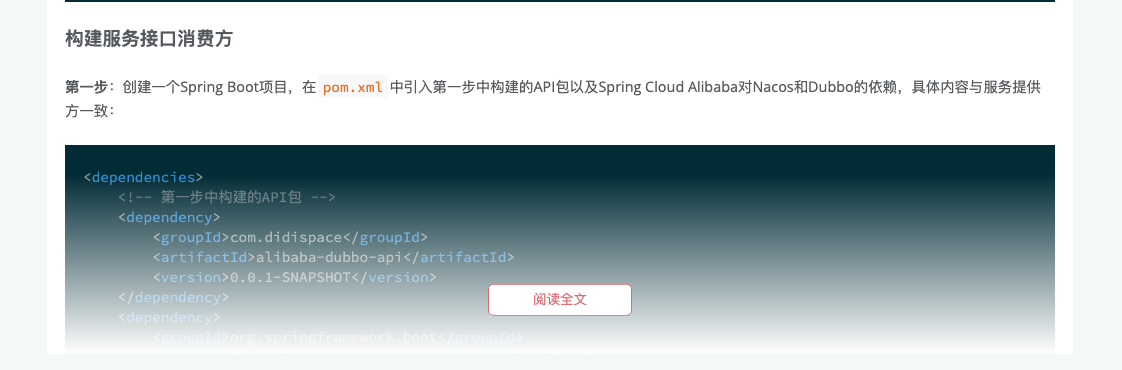 构建服务接口消费方
第一步：创建一个Spring Boot项目，在 pom.xml 中引入第一步中构建的API包以及Spring Cloud Alibaba对Nacos和Dubbo的依赖，具体内容与服务提供
方一致：
<dependencies>
    <!-- 第一步中构建的API包 -->
    <dependency>
        <groupId>com.didispace</groupId>
        <artifactId>alibaba-dubbo-api</artifactId>
        <version>0.0.1-SNAPSHOT</version>
    </dependency>
阅读全文
    <dependency>
        <groupId>org.springframework.boot</groupId>